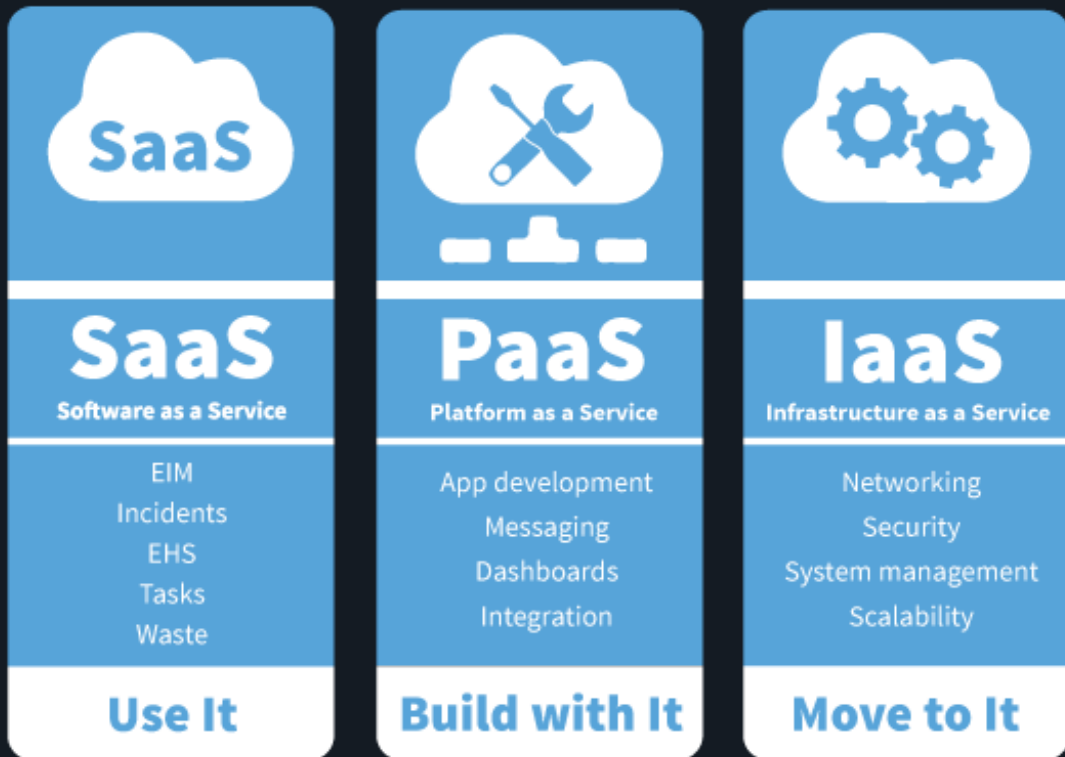 SaaS
SaaS
Software as a Service
EIM
Incidents
EHS
Tasks
Waste
Use It
PaaS
Platform as a Service
App development
Messaging
Dashboards
Integration
Build with It
IaaS
Infrastructure as a Service
Networking
Security
System management
Scalability
Move to It